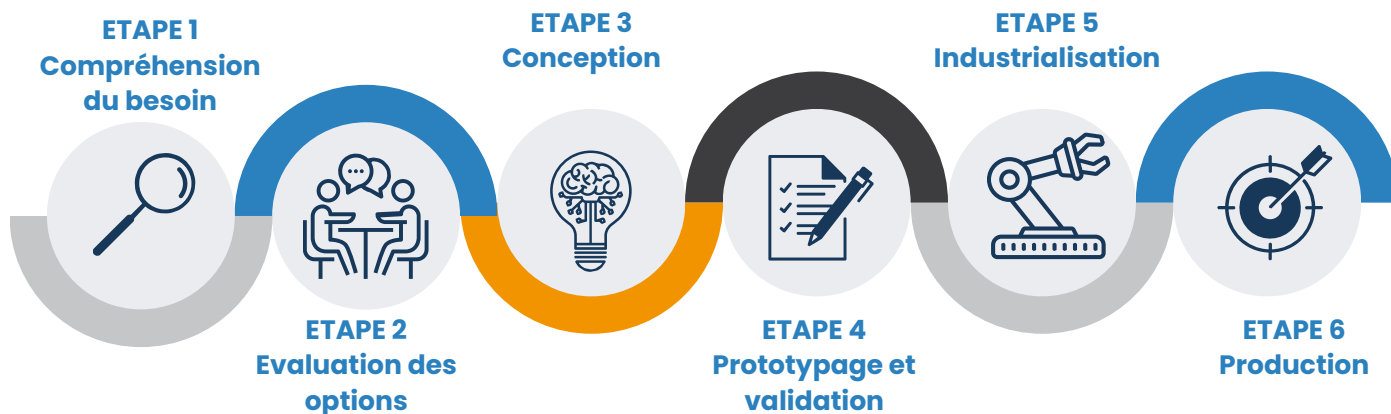 ETAPE 1
Compréhension
du besoin
ETAPE 2
Evaluation des
options
ETAPE 3
Conception
ETAPE 4
Prototypage et
validation
ETAPE 5
Industrialisation
ETAPE 6
Production